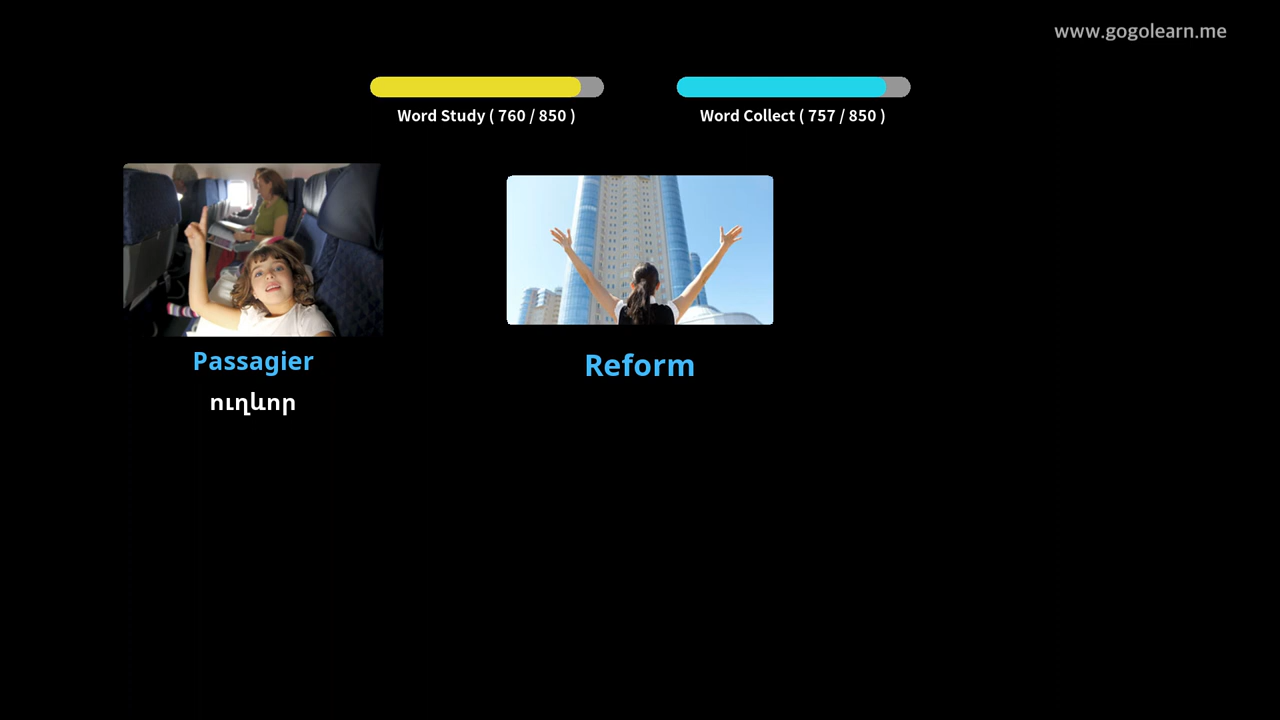 www.gogolearn.me
Word Study ( 760 / 850 )
Word Collect ( 757 / 850 )
Passagier
ուղևոր
Reform